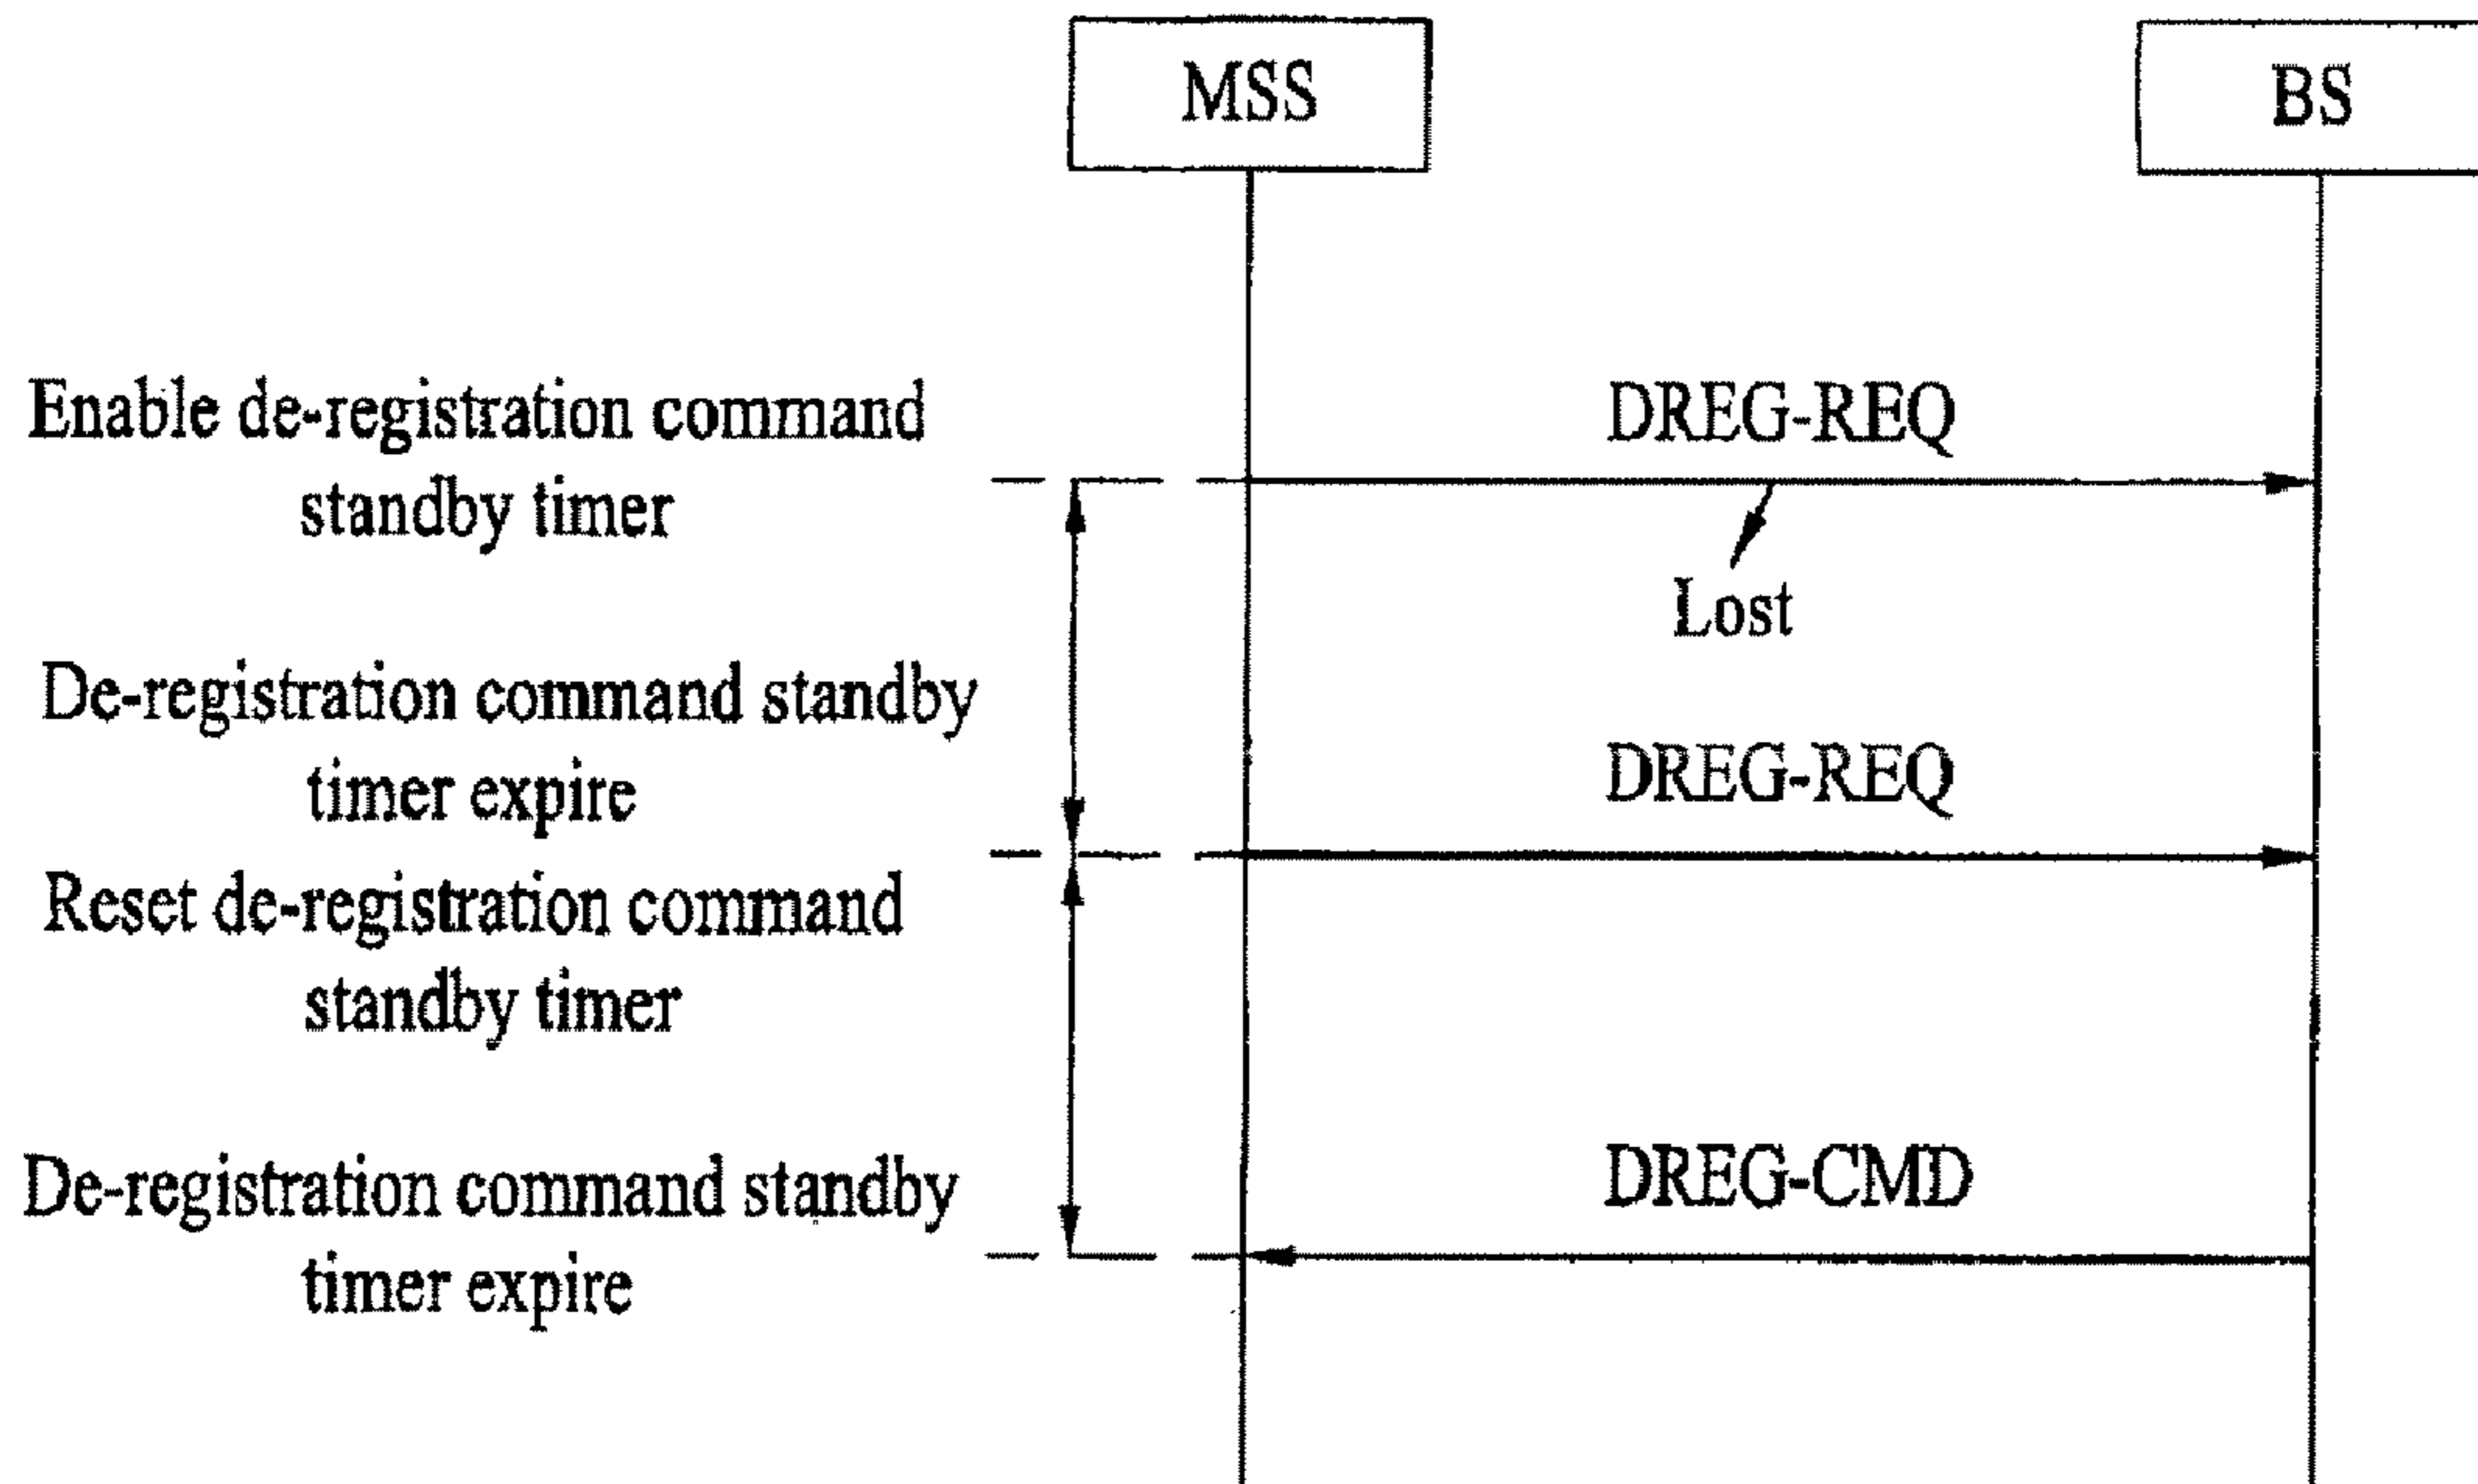 MSS
BS
Enable de-registration command
standby timer
DREG-REQ
Lost
De-registration command standby
timer expire
DREG-REQ
Reset de-registration command
standby timer
De-registration command standby
timer expire
DREG-CMD